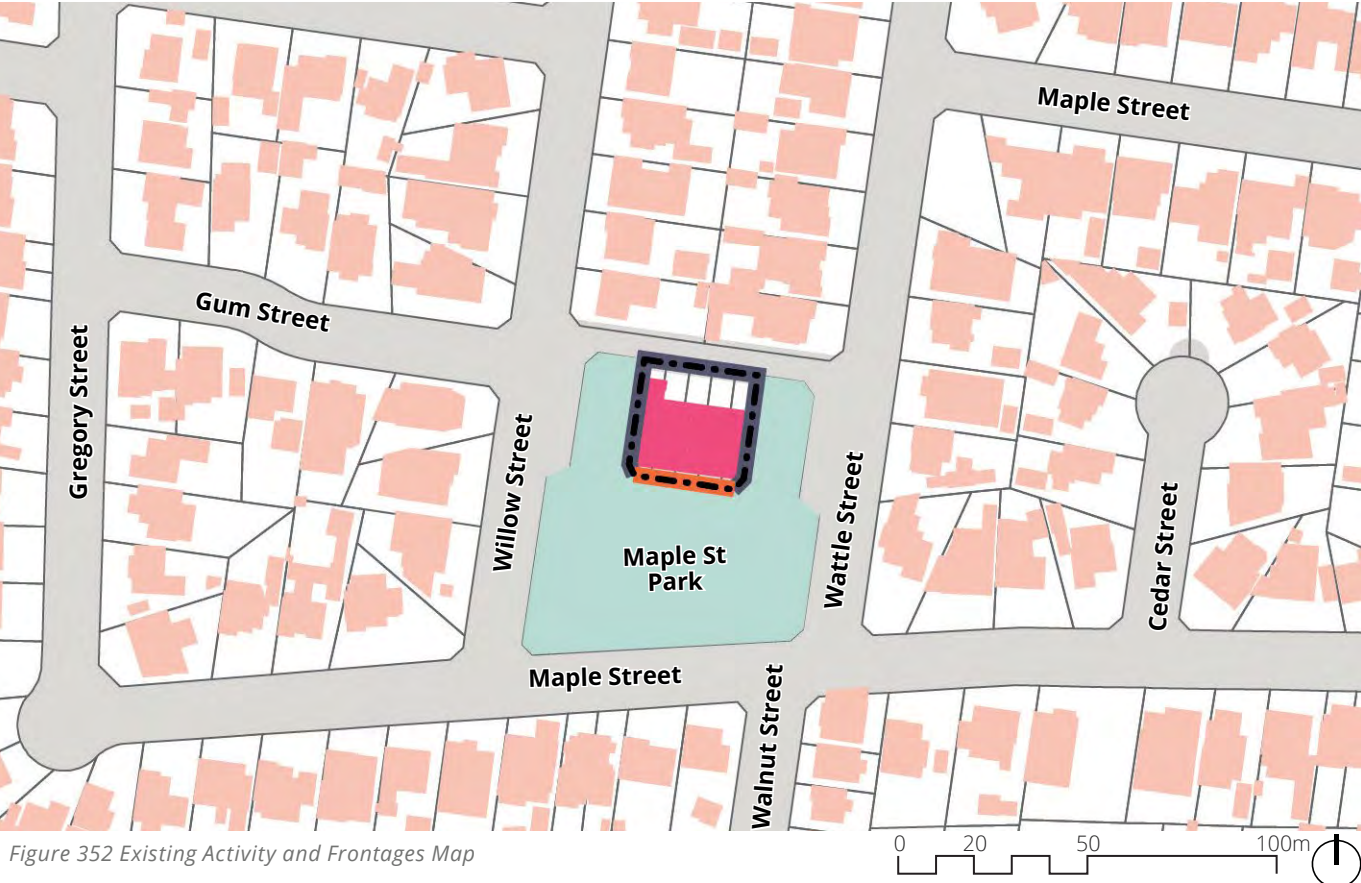 Maple Street
Gum Street
Gregory Street
Willow Street
Wattle Street
Cedar Street
Maple St
Park
Maple Street
Walnut Street
Figure 352 Existing Activity and Frontages Map
0 20 50 100m